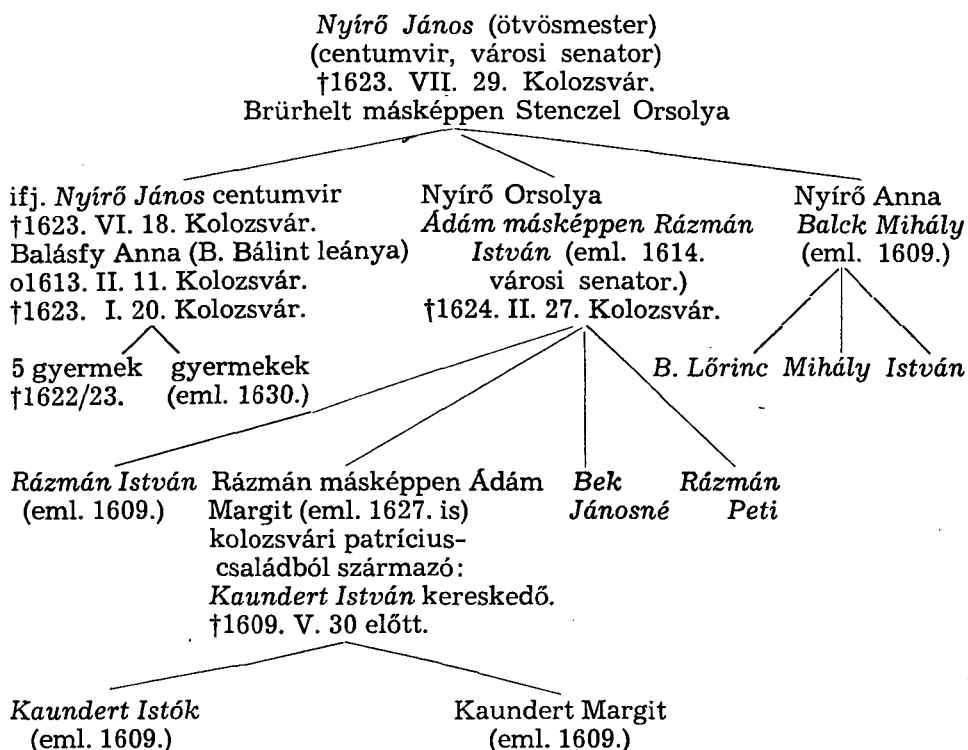 Nyírő János (ötvösmester)
(centumvir, városi senator)
†1623. VII. 29. Kolozsvár.
Brürhelt másképpen Stenczel Orsolya
ifj. Nyírő János centumvir
†1623. VI. 18. Kolozsvár.
Balásfy Anna (B. Bálint leánya)
o1613. II. 11. Kolozsvár.
†1623. I. 20. Kolozsvár.
Nyírő Orsolya
Ádám másképpen Rázmán
István (eml. 1614.
városi senator.)
†1624. II. 27. Kolozsvár.
Nyírő Anna
Balck Mihály
(eml. 1609.)
5 gyermek
†1622/23.
gyermekek
(eml. 1630.)
B. Lőrinc Mihály István
Rázmán István
(eml. 1609.)
Rázmán másképpen Ádám
Margit (eml. 1627. is)
kolozsvári patrícius-
családból származó:
Kaundert István kereskedő.
†1609. V. 30 előtt.
Bek
Jánosné
Rázmán
Peti
Kaundert Istók
(eml. 1609.)
Kaundert Margit
(eml. 1609.)